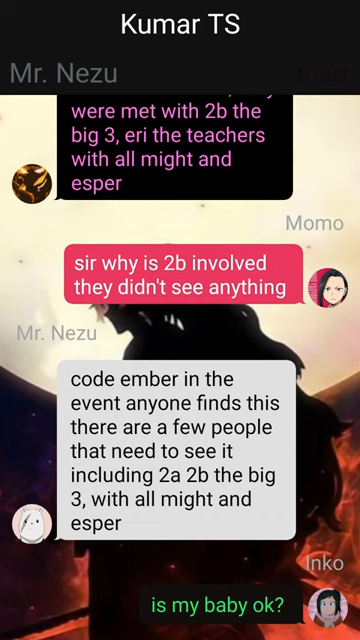 Kumar TS
Mr. Nezu
were met with 2b the
big 3, eri the teachers
with all might and
esper
Momo
sir why is 2b involved
they didn't see anything
Mr. Nezu
code ember in the
event anyone finds this
there are a few people
that need to see it
including 2a 2b the big
3, with all might and
esper
Inko
is my baby ok?